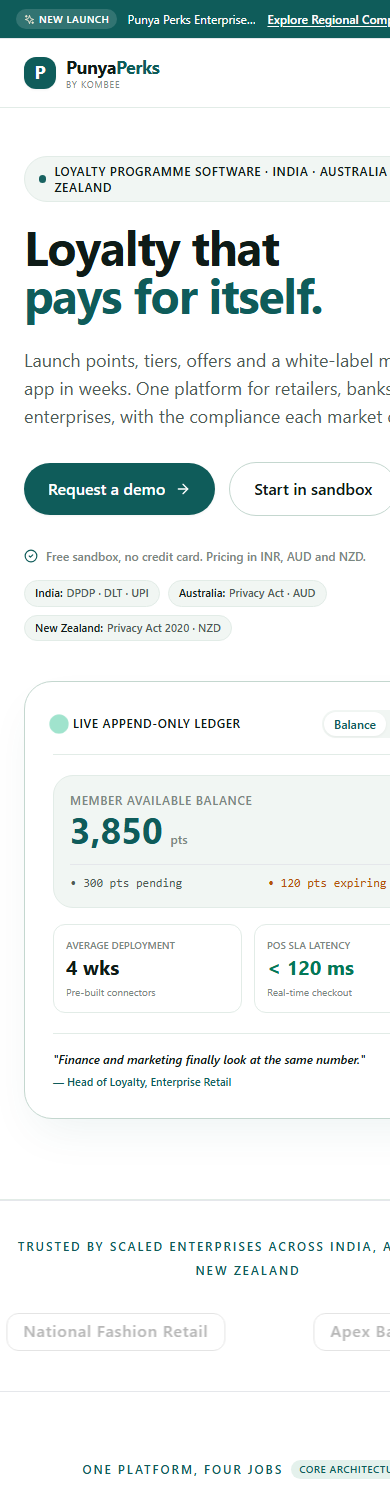 NEW LAUNCH Punya Perks Enterprise... Explore Regional
P PunyaPerks
BY KOMBEE
LOYALTY PROGRAMME SOFTWARE · INDIA · AUSTRALIA
ZEALAND
Loyalty that
pays for itself.
Launch points, tiers, offers and a white-label
app in weeks. One platform for retailers, banks
enterprises, with the compliance each market
Request a demo →
Start in sandbox
Free sandbox, no credit card. Pricing in INR, AUD and NZD.
India: DPDP · DLT · UPI
Australia: Privacy Act · AUD
New Zealand: Privacy Act 2020 · NZD
LIVE APPEND-ONLY LEDGER
Balance
MEMBER AVAILABLE BALANCE
3,850 pts
• 300 pts pending
• 120 pts expiring
AVERAGE DEPLOYMENT
4 wks
Pre-built connectors
POS SLA LATENCY
< 120 ms
Real-time checkout
"Finance and marketing finally look at the same number."
— Head of Loyalty, Enterprise Retail
TRUSTED BY SCALED ENTERPRISES ACROSS INDIA,
NEW ZEALAND
National Fashion Retail
Apex
ONE PLATFORM, FOUR JOBS
CORE